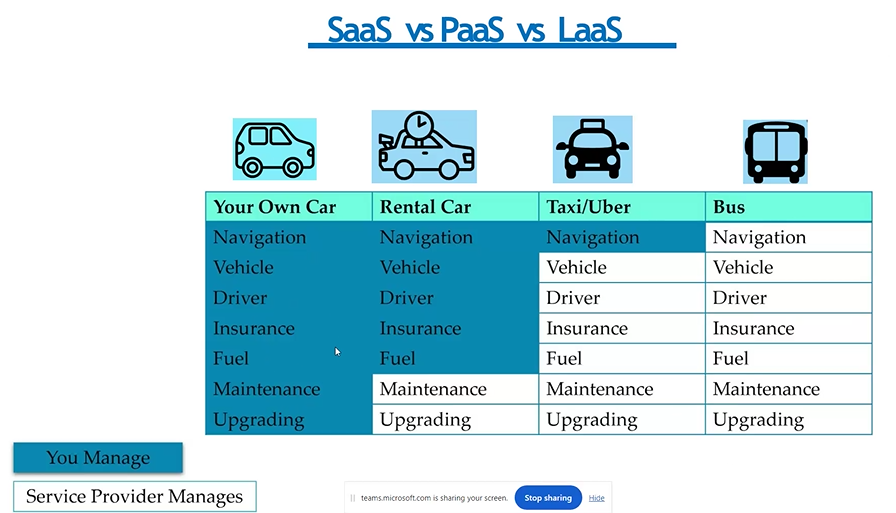 SaaS vs PaaS vs LaaS
Your Own Car Rental Car Taxi/Uber Bus
Navigation Navigation Navigation Navigation
Vehicle Vehicle Vehicle Vehicle
Driver Driver Driver Driver
Insurance Insurance Insurance Insurance
Fuel Fuel Fuel Fuel
Maintenance Maintenance Maintenance Maintenance
Upgrading Upgrading Upgrading Upgrading
You Manage
Service Provider Manages
teams.microsoft.com is sharing your screen. Stop sharing Hide